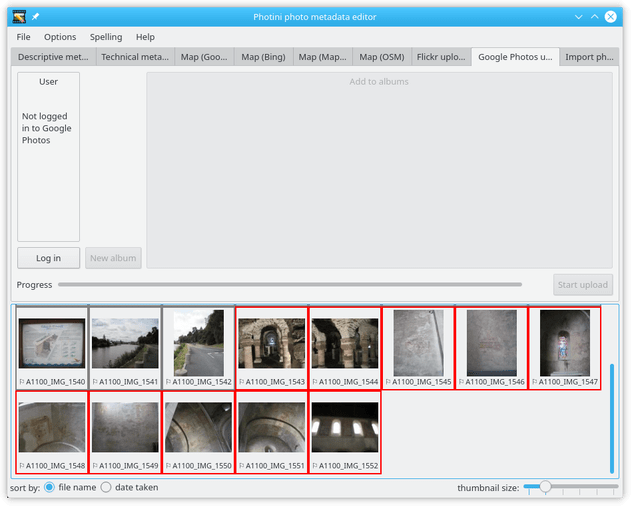 Photini photo metadata editor
File Options Spelling Help
Descriptive met... Technical meta... Map (Goo... Map (Bing) Map (Map... Map (OSM) Flickr uplo... Google Photos u... Import ph...
User
Add to albums
Not logged
in to Google
Photos
Log in New album
Progress Start upload
A1100_IMG_1540 A1100_IMG_1541 A1100_IMG_1542 A1100_IMG_1543 A1100_IMG_1544 A1100_IMG_1545 A1100_IMG_1546 A1100_IMG_1547
A1100_IMG_1548 A1100_IMG_1549 A1100_IMG_1550 A1100_IMG_1551 A1100_IMG_1552
sort by: file name date taken thumbnail size: